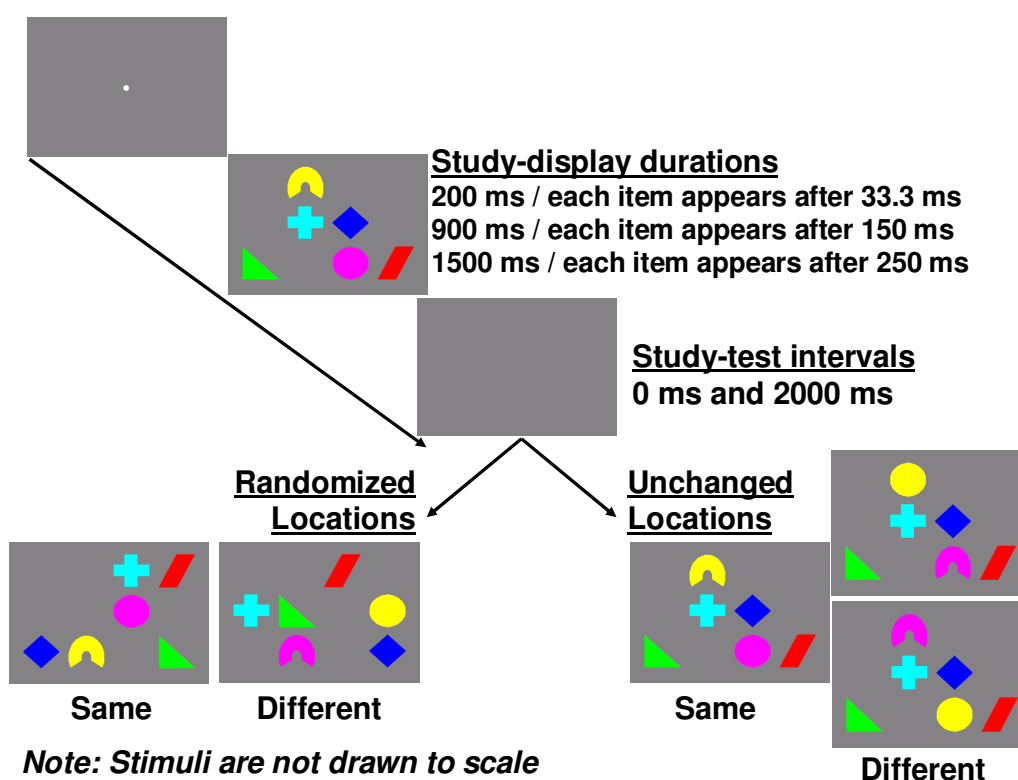 Study-display durations
200 ms / each item appears after 33.3 ms
900 ms / each item appears after 150 ms
1500 ms / each item appears after 250 ms
Study-test intervals
0 ms and 2000 ms
Randomized
Locations
Unchanged
Locations
Same
Different
Same
Different
Note: Stimuli are not drawn to scale